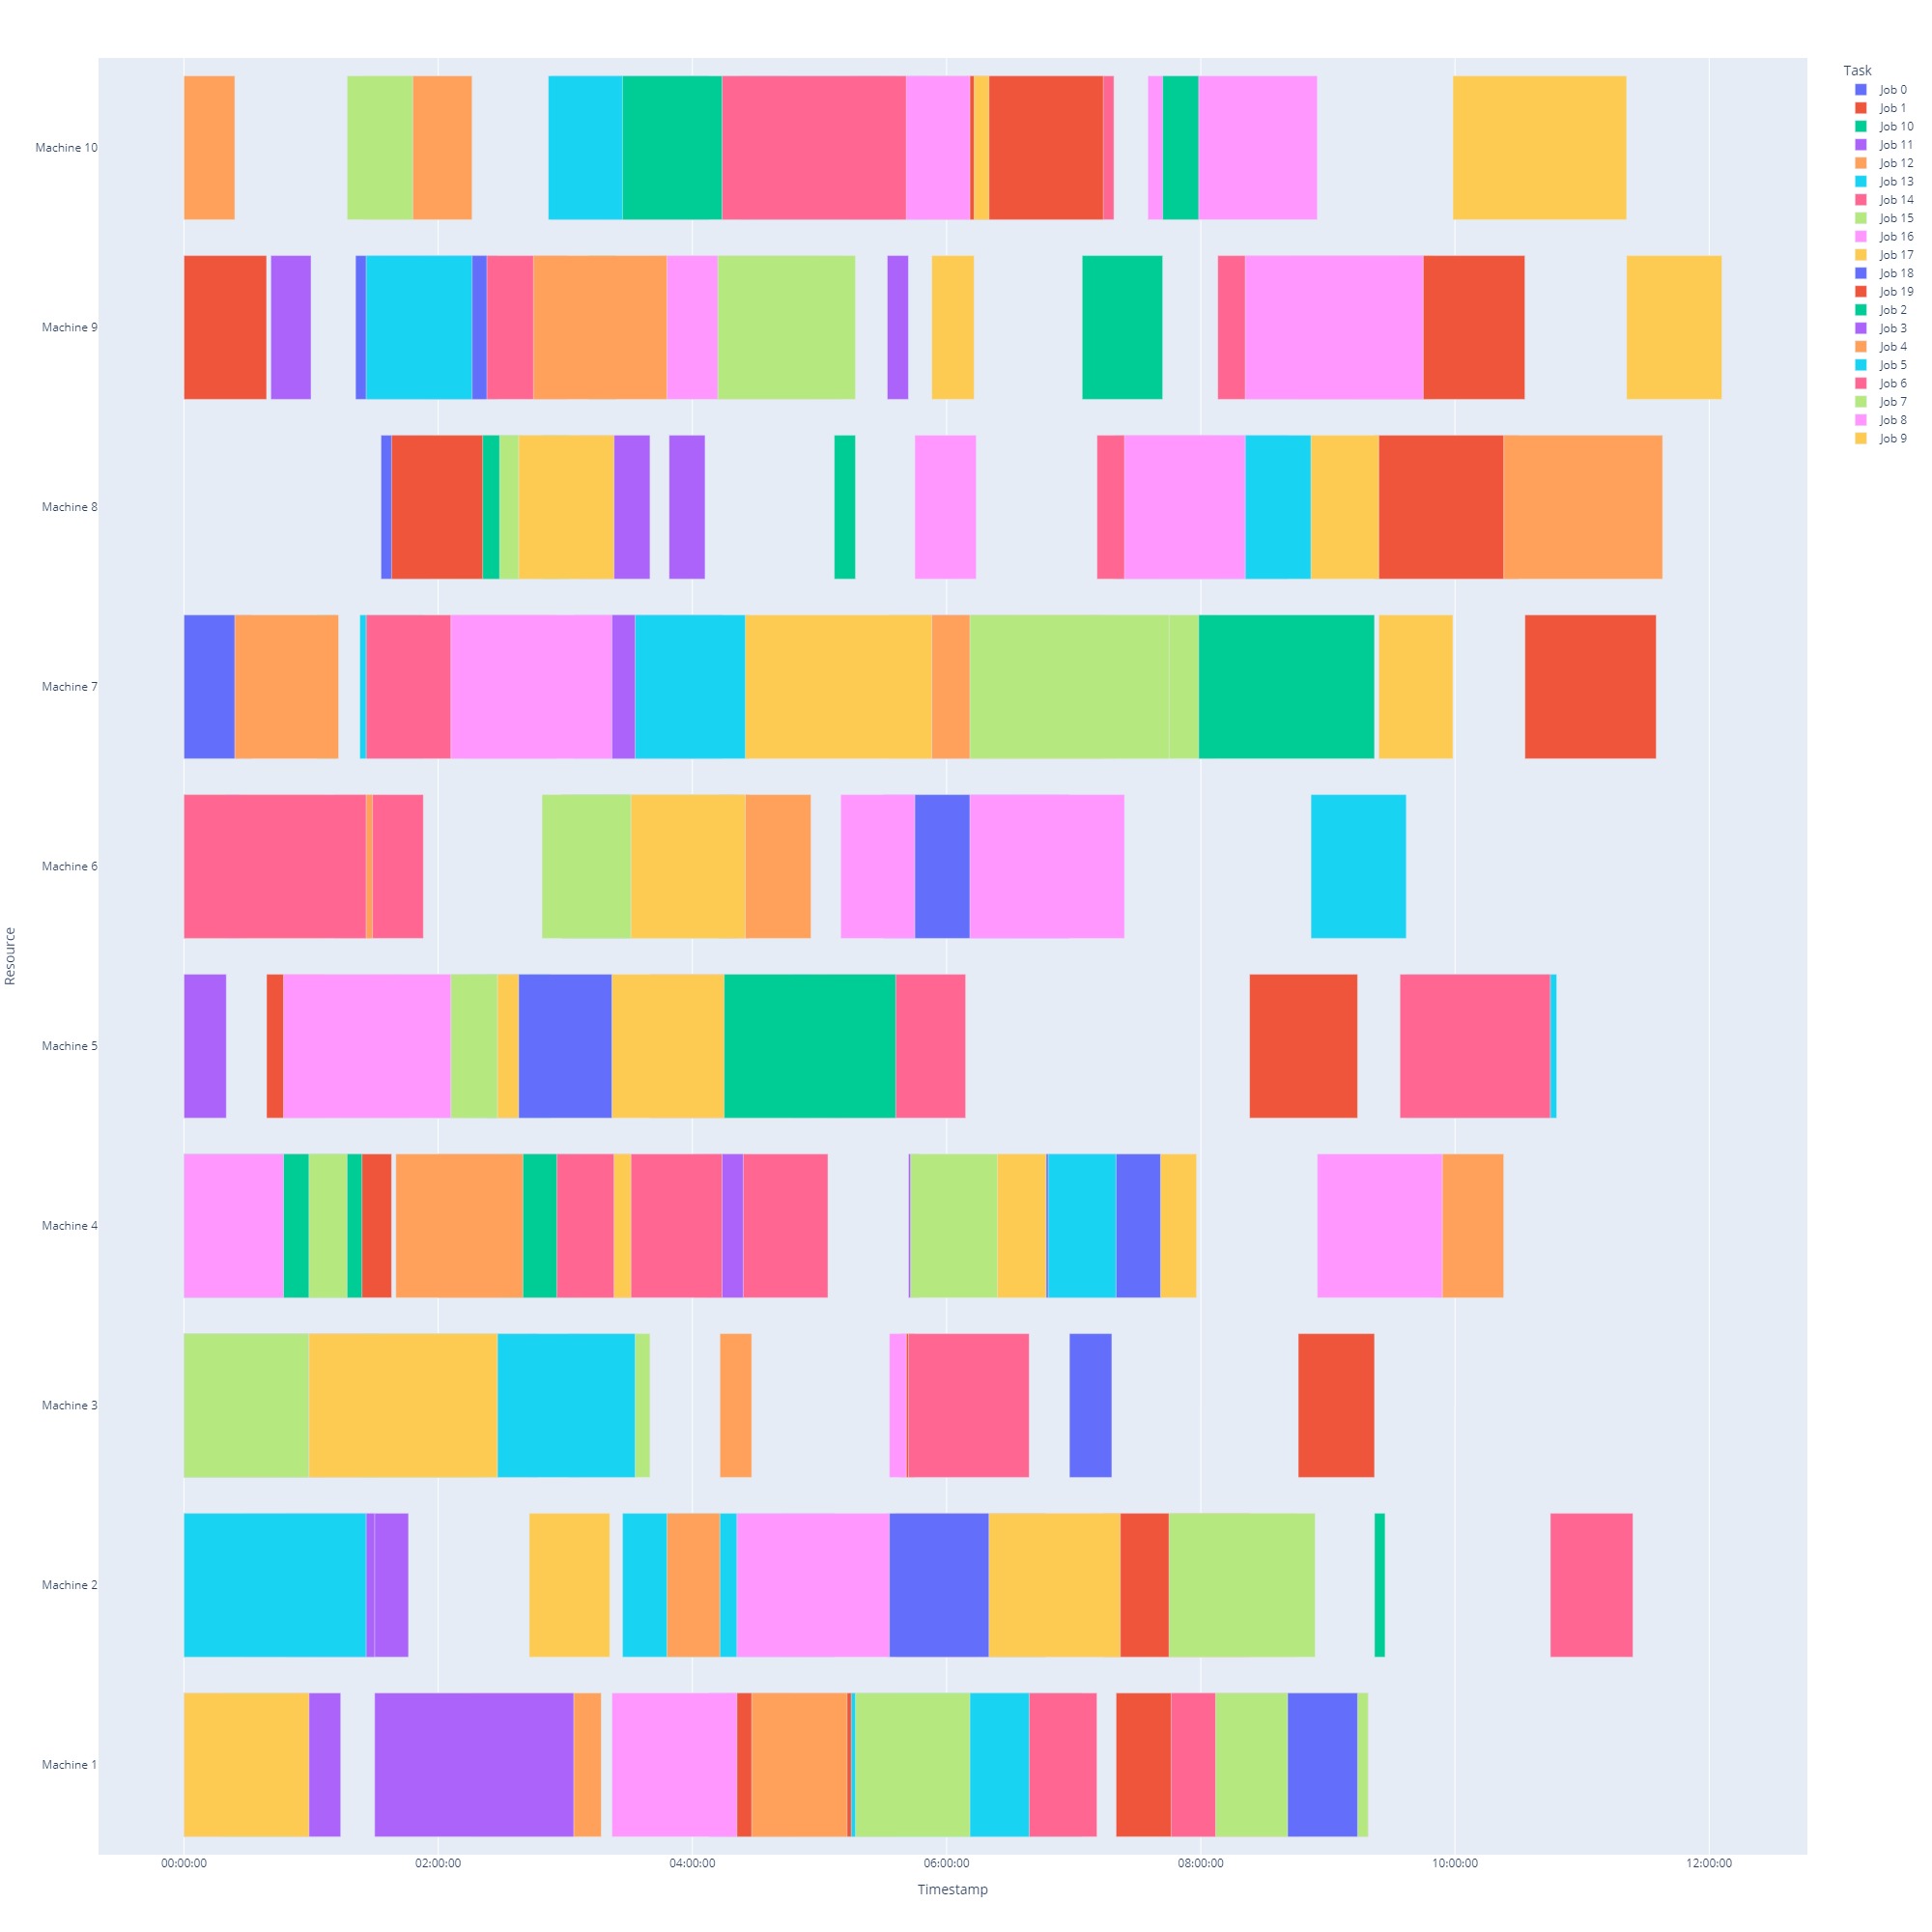 Task
Job 0
Job 1
Job 10
Job 11
Job 12
Job 13
Job 14
Job 15
Job 16
Job 17
Job 18
Job 19
Job 2
Job 3
Job 4
Job 5
Job 6
Job 7
Job 8
Job 9
Machine 10
Machine 9
Machine 8
Machine 7
Machine 6
Resource
Machine 5
Machine 4
Machine 3
Machine 2
Machine 1
00:00:00 02:00:00 04:00:00 06:00:00 08:00:00 10:00:00 12:00:00
Timestamp